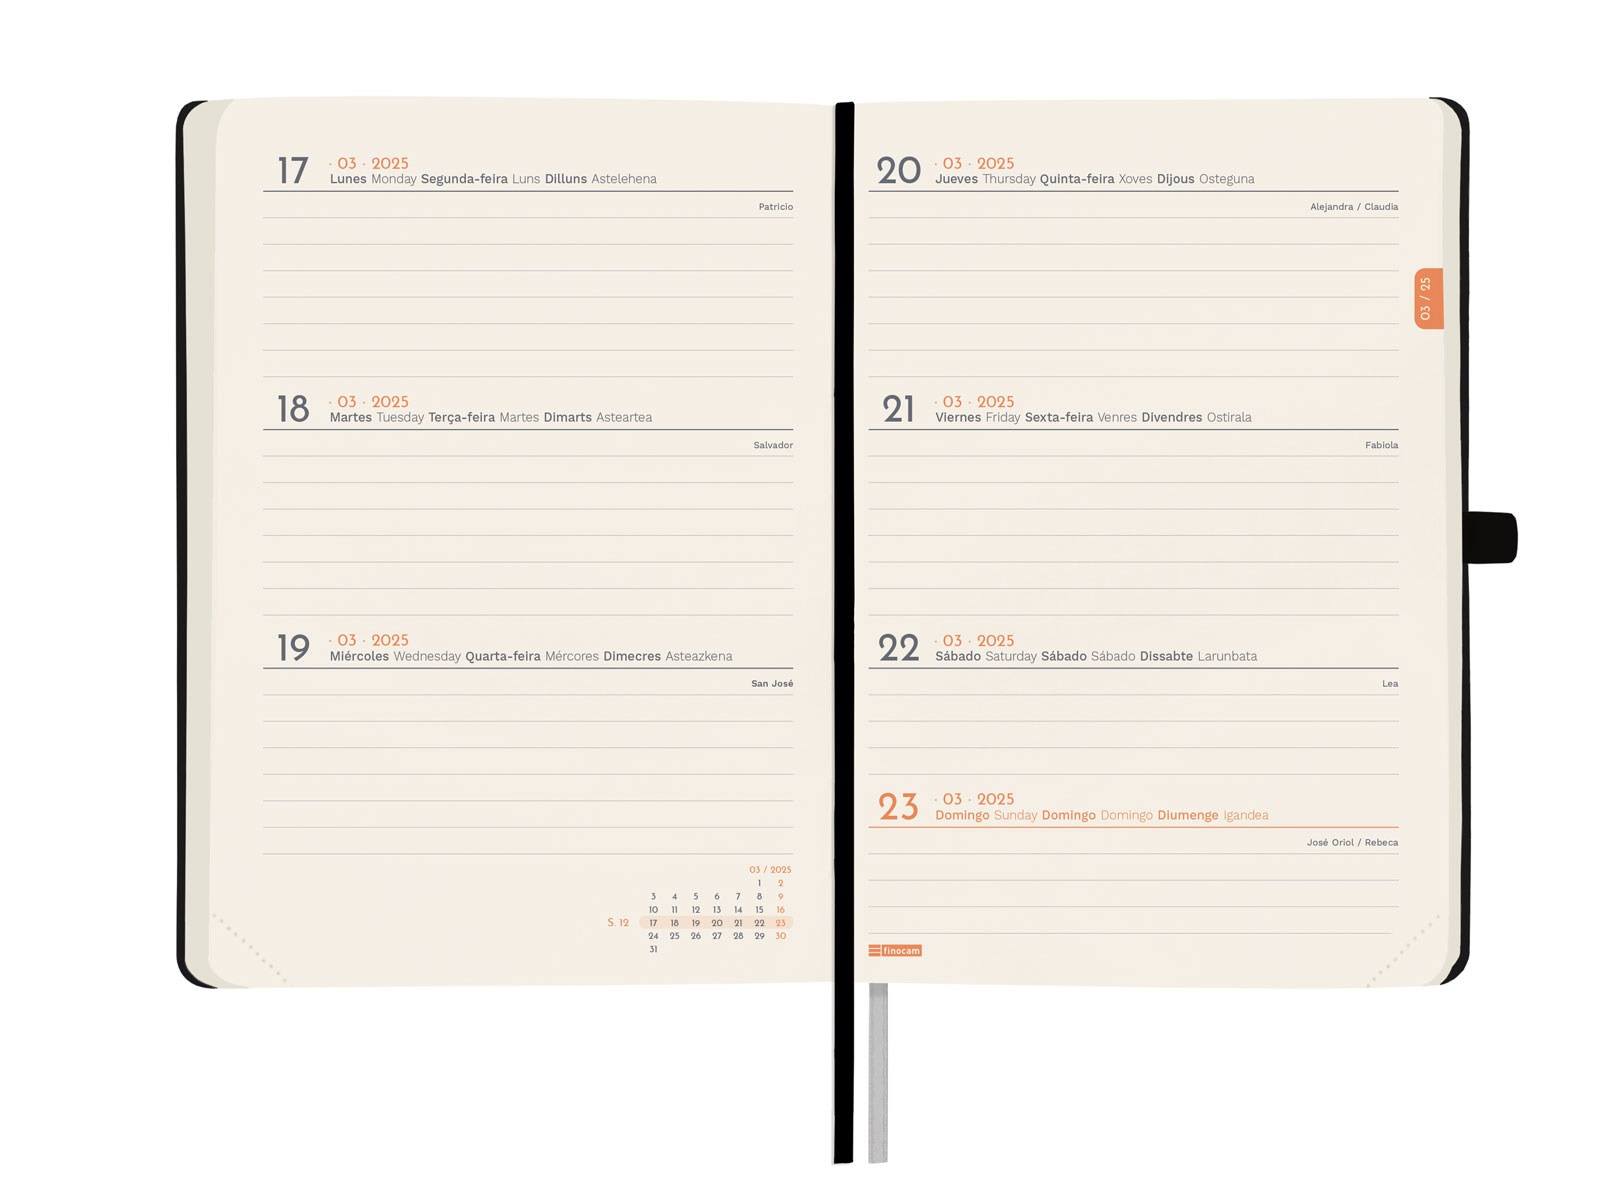 17 · 03 · 2025
Lunes Monday Segunda-feira Luns Dilluns Astelehena
Patricio
18 · 03 · 2025
Martes Tuesday Terça-feira Martes Dimarts Asteartea
Salvador
19 · 03 · 2025
Miércoles Wednesday Quarta-feira Mércores Dimecres Asteazkena
San José
03 / 2025
1 2
3 4 5 6 7 8 9
10 11 12 13 14 15 16
S. 12 17 18 19 20 21 22 23
24 25 26 27 28 29 30
31
20 · 03 · 2025
Jueves Thursday Quinta-feira Xoves Dijous Osteguna
Alejandra / Claudia
03 / 25
21 · 03 · 2025
Viernes Friday Sexta-feira Venres Divendres Ostirala
Fabiola
22 · 03 · 2025
Sábado Saturday Sábado Sábado Dissabte Larunbata
Lea
23 · 03 · 2025
Domingo Sunday Domingo Domingo Diumenge Igandea
José Oriol / Rebeca
finocam